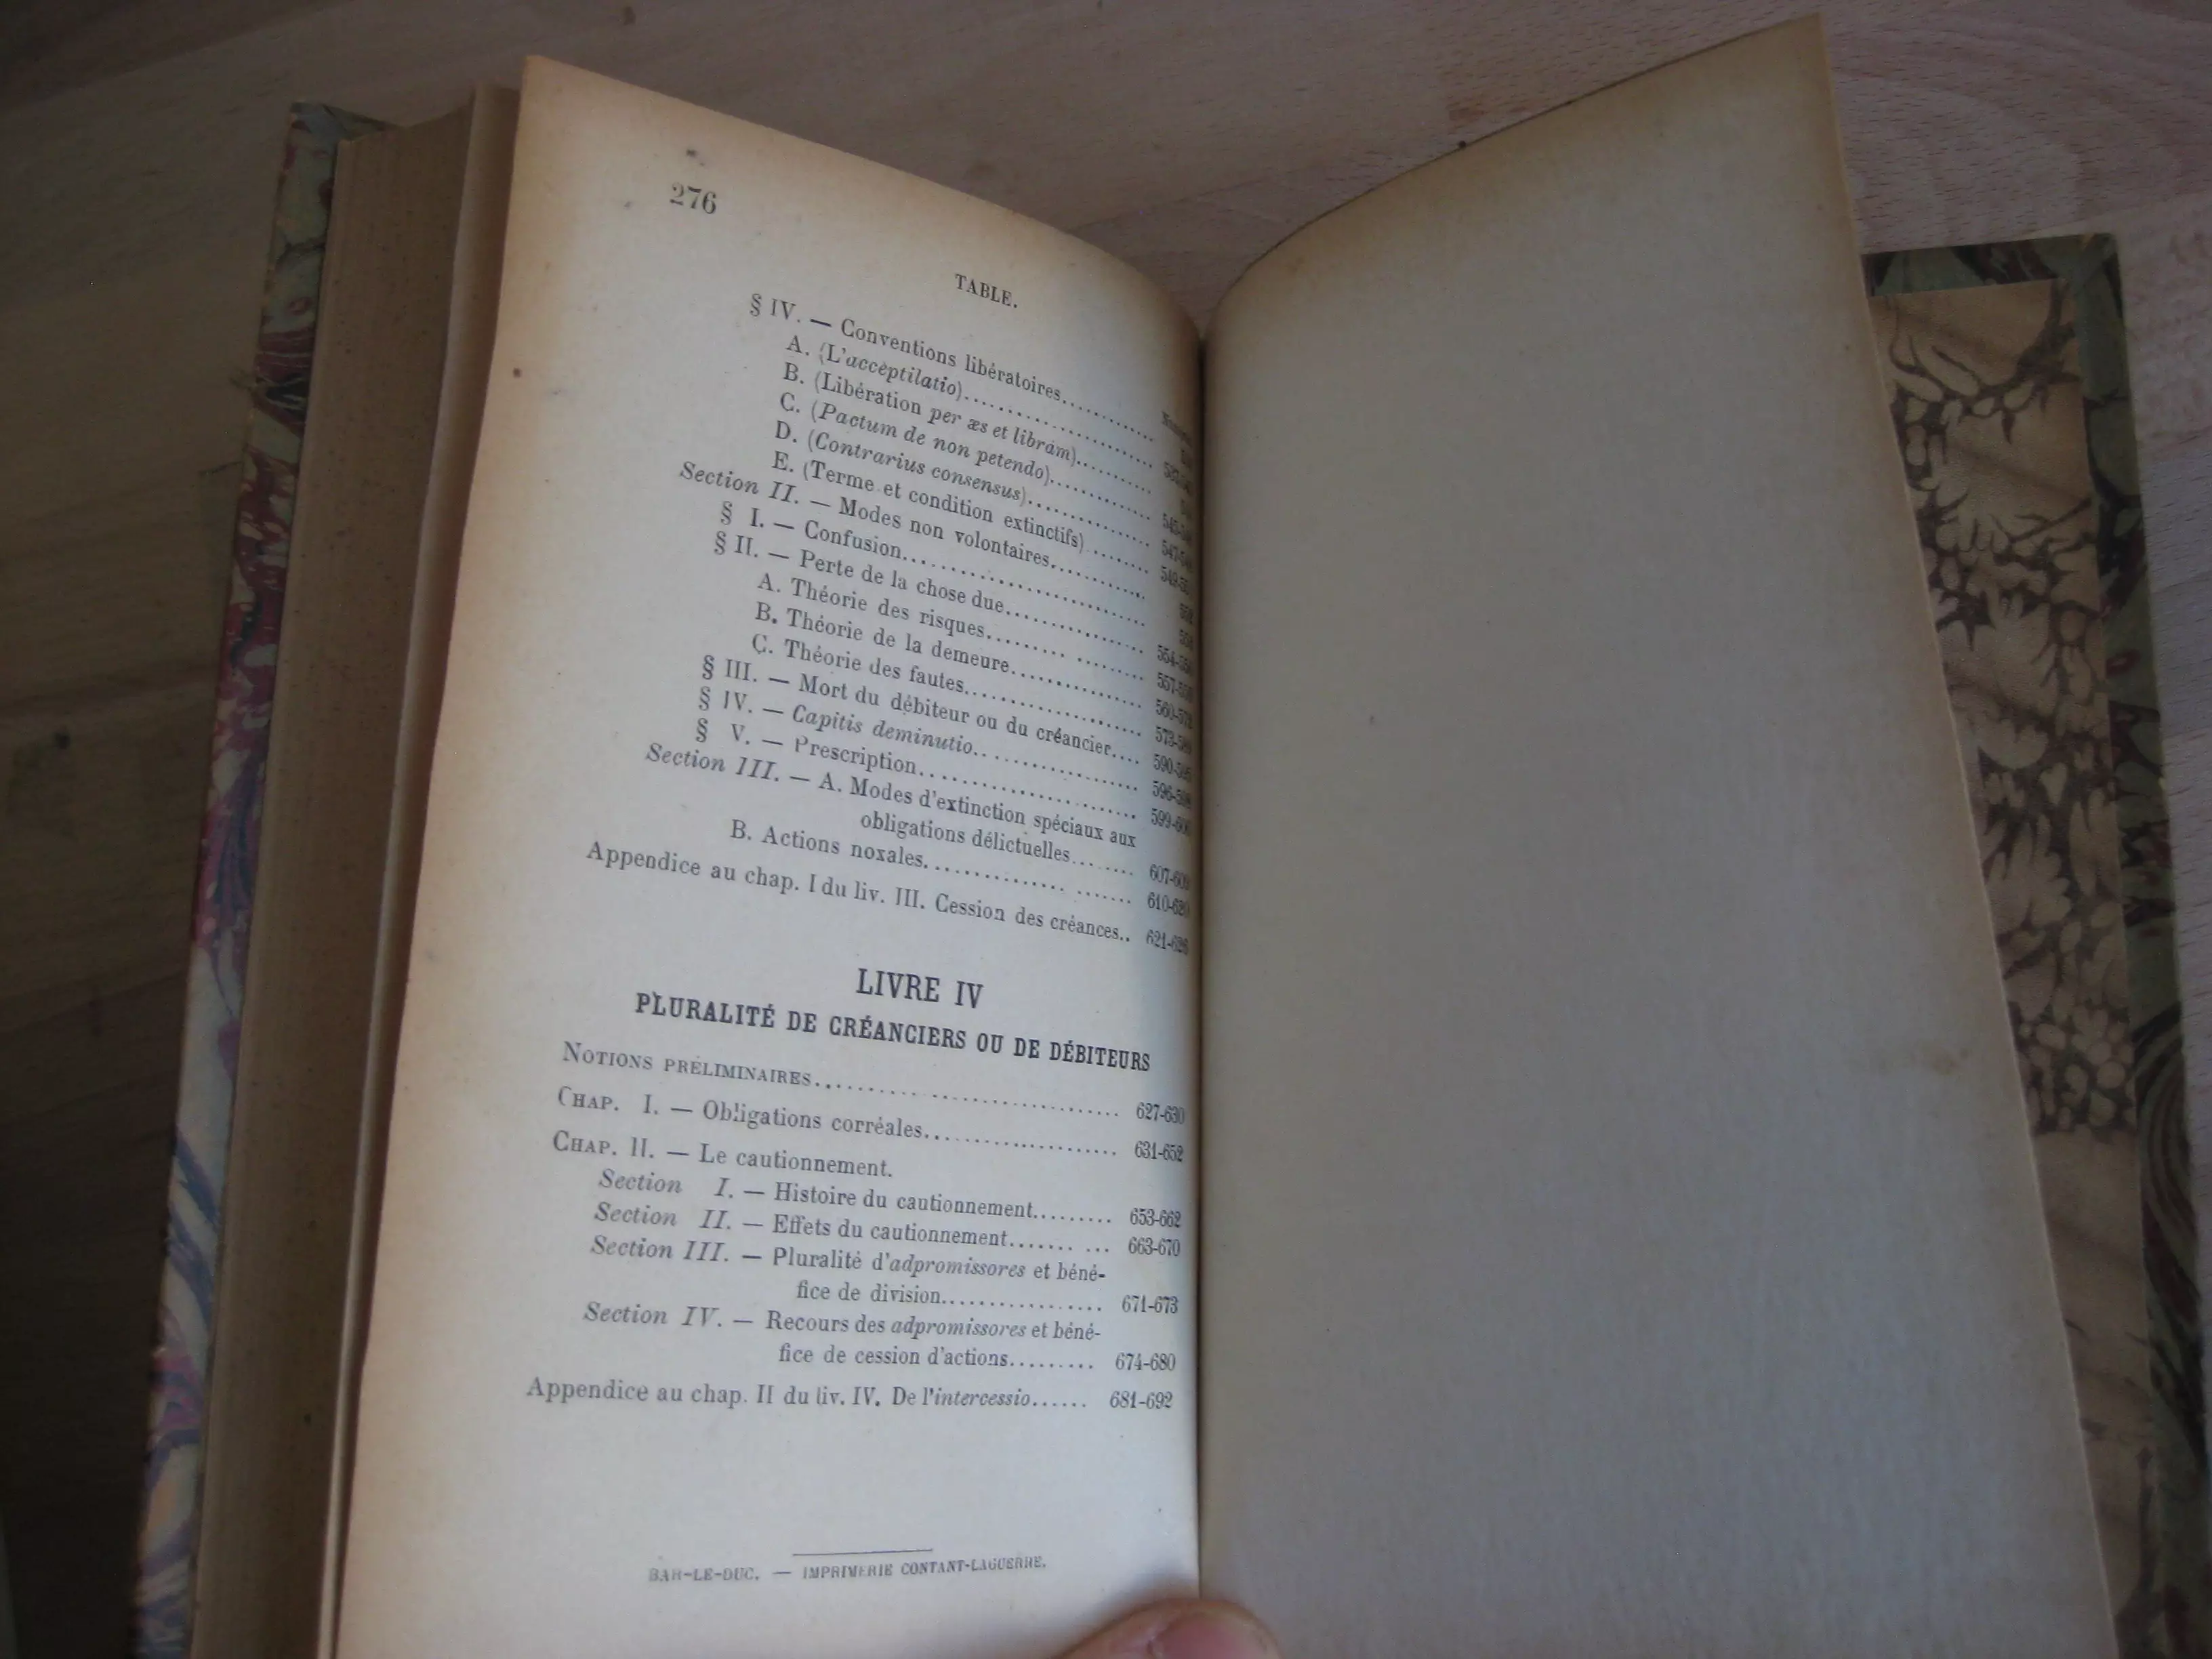 276
TABLE.
§ IV. — Conventions libératoires
A. (L'acceptilatio)
B. (Libération per æs et libram)
C. (Pactum de non petendo)
D. (Contrarius consensus)
E. (Terme et condition extinctifs)
Section II. — Modes non volontaires
§ I. — Confusion
§ II. — Perte de la chose due
A. Théorie des risques
B. Théorie de la demeure
C. Théorie des fautes
§ III. — Mort du débiteur ou du créancier
§ IV. — Capitis deminutio
§ V. — Prescription
Section III. — A. Modes d'extinction spéciaux aux
obligations délictuelles
B. Actions noxales
Appendice au chap. I du liv. III. Cession des créances..
LIVRE IV
PLURALITÉ DE CRÉANCIERS OU DE DÉBITEURS
NOTIONS PRÉLIMINAIRES.......... 627-630
CHAP. I. — Obligations corréales.......... 631-652
CHAP. II. — Le cautionnement.
Section I. — Histoire du cautionnement......... 653-662
Section II. — Effets du cautionnement....... ... 663-670
Section III. — Pluralité d'adpromissores et béné-
fice de division................. 671-673
Section IV. — Recours des adpromissores et béné-
fice de cession d'actions......... 674-680
Appendice au chap. II du liv. IV. De l'intercessio...... 681-692
BAR-LE-DUC. — IMPRIMERIE CONTANT-LAGUERRE.